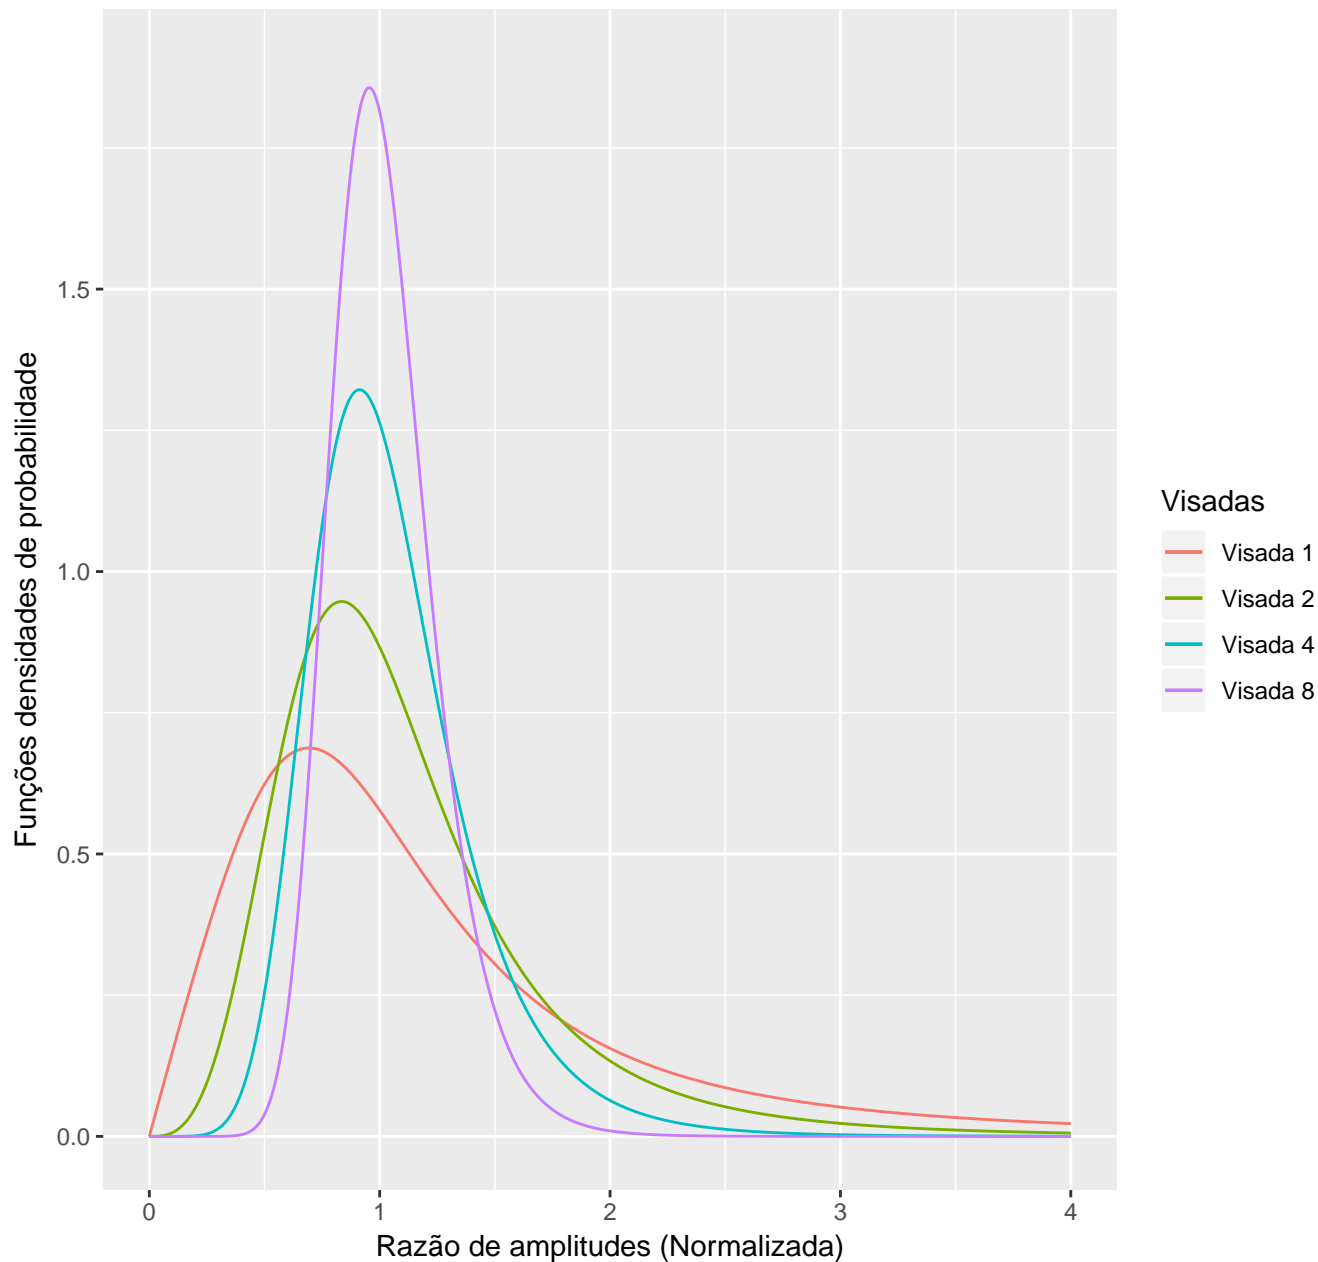 Funções densidades de probabilidade
1.5
1.0
0.5
0.0
0
1
2
3
4
Razão de amplitudes (Normalizada)
Visadas
Visada 1
Visada 2
Visada 4
Visada 8